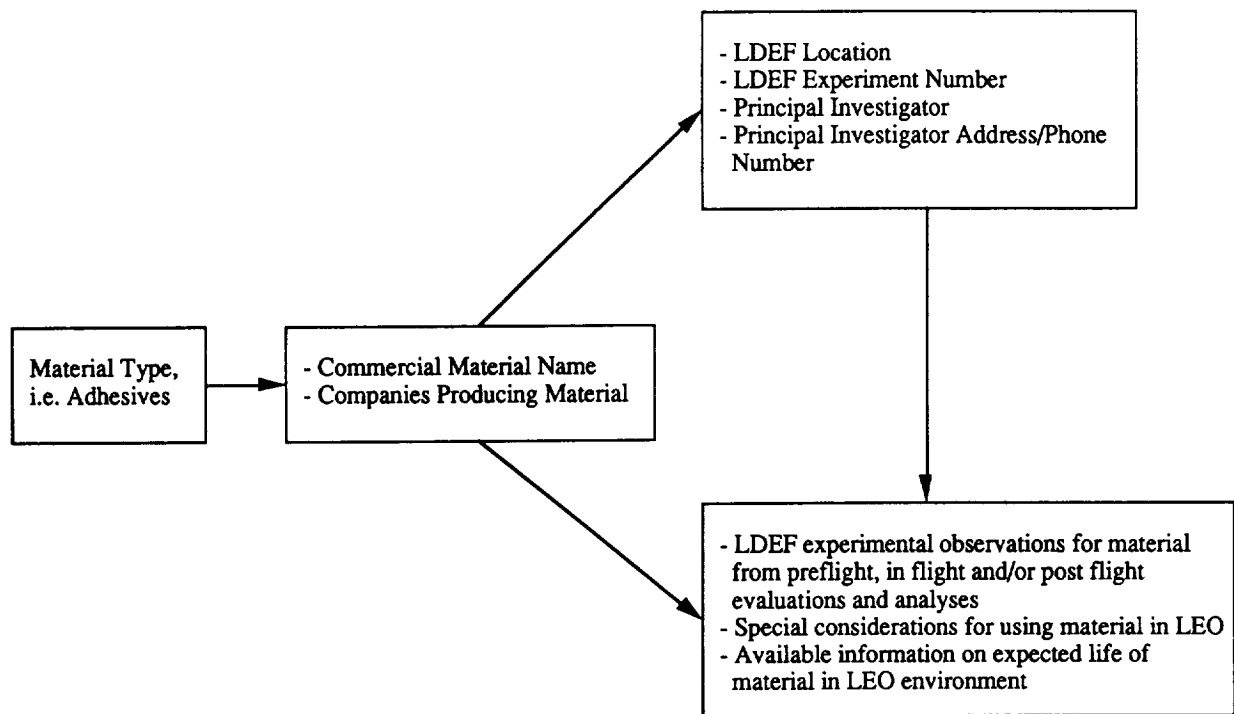 - LDEF Location
- LDEF Experiment Number
- Principal Investigator
- Principal Investigator Address/Phone
Number
Material Type,
i.e. Adhesives
- Commercial Material Name
- Companies Producing Material
- LDEF experimental observations for material
from preflight, in flight and/or post flight
evaluations and analyses
- Special considerations for using material in LEO
- Available information on expected life of
material in LEO environment